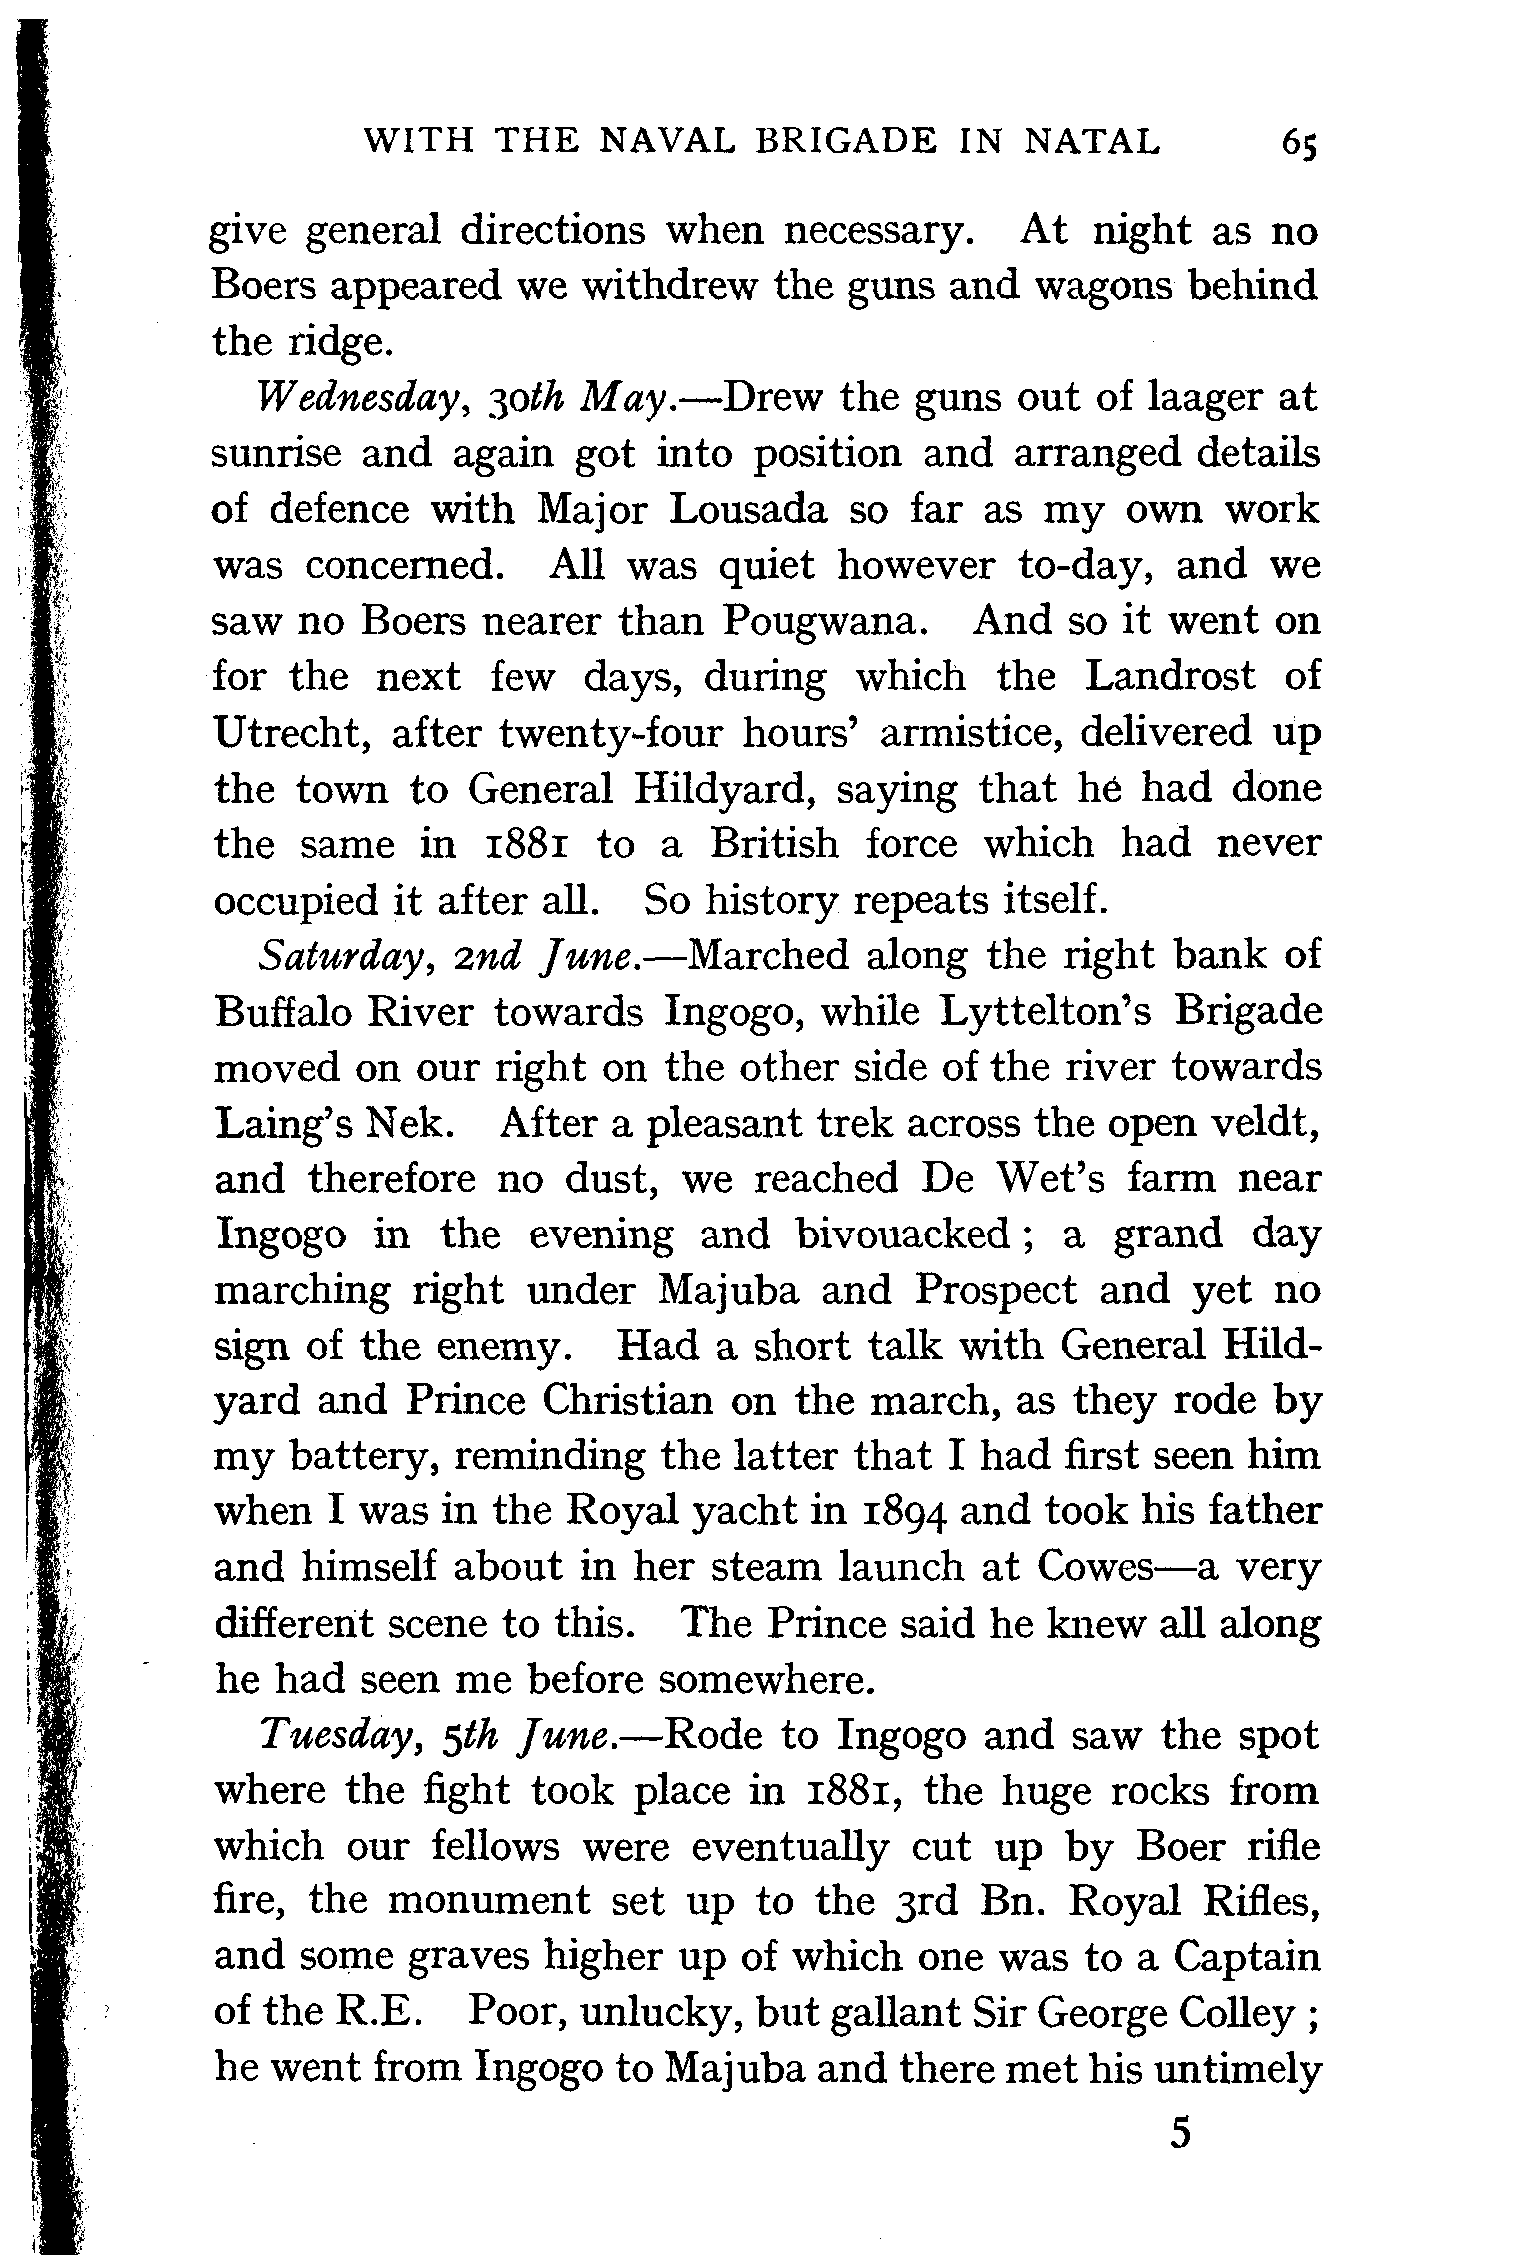 WITH THE NAVAL BRIGADE IN NATAL 65
give general directions when necessary. At night as no
Boers appeared we withdrew the guns and wagons behind
the ridge.
Wednesday, 30th May.—Drew the guns out of laager at
sunrise and again got into position and arranged details
of defence with Major Lousada so far as my own work
was concerned. All was quiet however to-day, and we
saw no Boers nearer than Pougwana. And so it went on
for the next few days, during which the Landrost of
Utrecht, after twenty-four hours' armistice, delivered up
the town to General Hildyard, saying that he had done
the same in 1881 to a British force which had never
occupied it after all. So history repeats itself.
Saturday, 2nd June.—Marched along the right bank of
Buffalo River towards Ingogo, while Lyttelton's Brigade
moved on our right on the other side of the river towards
Laing's Nek. After a pleasant trek across the open veldt,
and therefore no dust, we reached De Wet's farm near
Ingogo in the evening and bivouacked ; a grand day
marching right under Majuba and Prospect and yet no
sign of the enemy. Had a short talk with General Hild-
yard and Prince Christian on the march, as they rode by
my battery, reminding the latter that I had first seen him
when I was in the Royal yacht in 1894 and took his father
and himself about in her steam launch at Cowes—a very
different scene to this. The Prince said he knew all along
he had seen me before somewhere.
Tuesday, 5th June.—Rode to Ingogo and saw the spot
where the fight took place in 1881, the huge rocks from
which our fellows were eventually cut up by Boer rifle
fire, the monument set up to the 3rd Bn. Royal Rifles,
and some graves higher up of which one was to a Captain
of the R.E. Poor, unlucky, but gallant Sir George Colley ;
he went from Ingogo to Majuba and there met his untimely
5